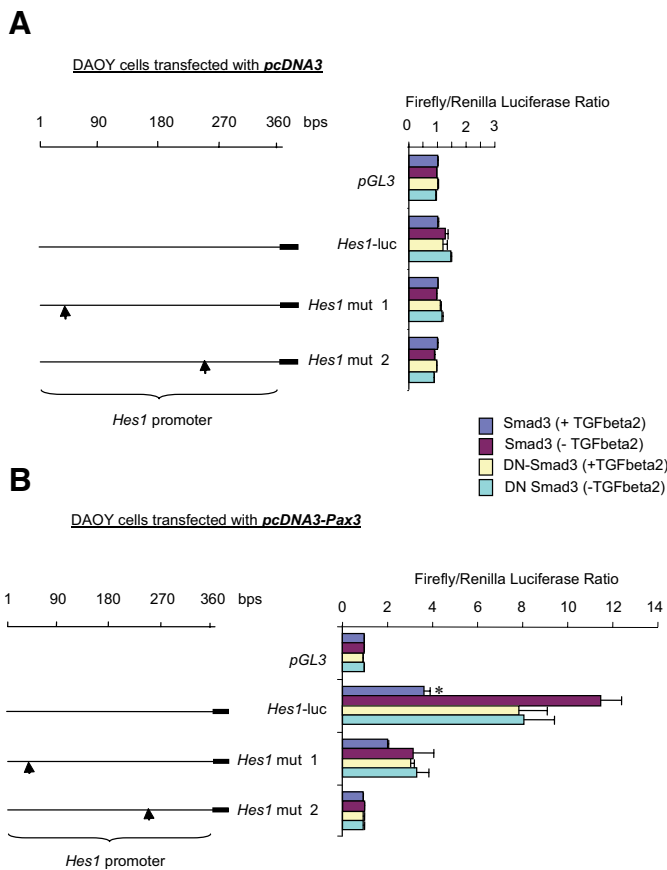 A
DAOY cells transfected with pcDNA3
Firefly/Renilla Luciferase Ratio
1 90 180 270 360 bps
0 1 2 3
pGL3
Hes1-luc
Hes1 mut 1
Hes1 mut 2
Hes1 promoter
Smad3 (+ TGFbeta2)
Smad3 (- TGFbeta2)
DN-Smad3 (+TGFbeta2)
DN Smad3 (-TGFbeta2)
B
DAOY cells transfected with pcDNA3-Pax3
Firefly/Renilla Luciferase Ratio
1 90 180 270 360 bps
0 2 4 6 8 10 12 14
pGL3
*
Hes1-luc
Hes1 mut 1
Hes1 mut 2
Hes1 promoter